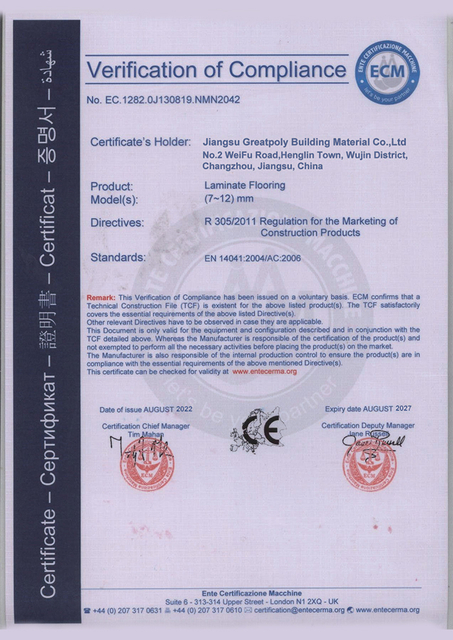 شهادة – 증명서 – Certificat – 證明書 – Сертификат – Certificate
Verification of Compliance
ENTE CERTIFICAZIONE MACCHINE
ECM
let's be your partner
No. EC.1282.0J130819.NMN2042
Certificate's Holder: Jiangsu Greatpoly Building Material Co.,Ltd
No.2 WeiFu Road,Henglin Town, Wujin District,
Changzhou, Jiangsu, China
Product: Laminate Flooring
Model(s): (7~12) mm
Directives: R 305/2011 Regulation for the Marketing of
Construction Products
Standards: EN 14041:2004/AC:2006
Remark: This Verification of Compliance has been issued on a voluntary basis. ECM confirms that a
Technical Construction File (TCF) is existent for the above listed product(s). The TCF satisfactorily
covers the essential requirements of the above listed Directive(s).
Other relevant Directives have to be observed in case they are applicable.
This Document is only valid for the equipment and configuration described and in conjunction with the
TCF detailed above. Whereas the Manufacturer is responsible of the certification of the product(s) and
not exempted to perform all the necessary activities before placing the product(s) on the market.
The Manufacturer is also responsible of the internal production control to ensure the product(s) are in
compliance with the essential requirements of the above mentioned Directive(s).
This certificate can be checked for validity at www.entecerma.org
Date of issue AUGUST 2022
Expiry date AUGUST 2027
Certification Chief Manager
Tim Mahan
Certification Deputy Manager
Jane Russell
CE
ECM
ECM
Ente Certificazione Macchine
Suite 6 - 313-314 Upper Street - London N1 2XQ - UK
+44 (0) 207 317 0631 +44 (0) 207 317 0610 certification@entecerma.org www.entecerma.org